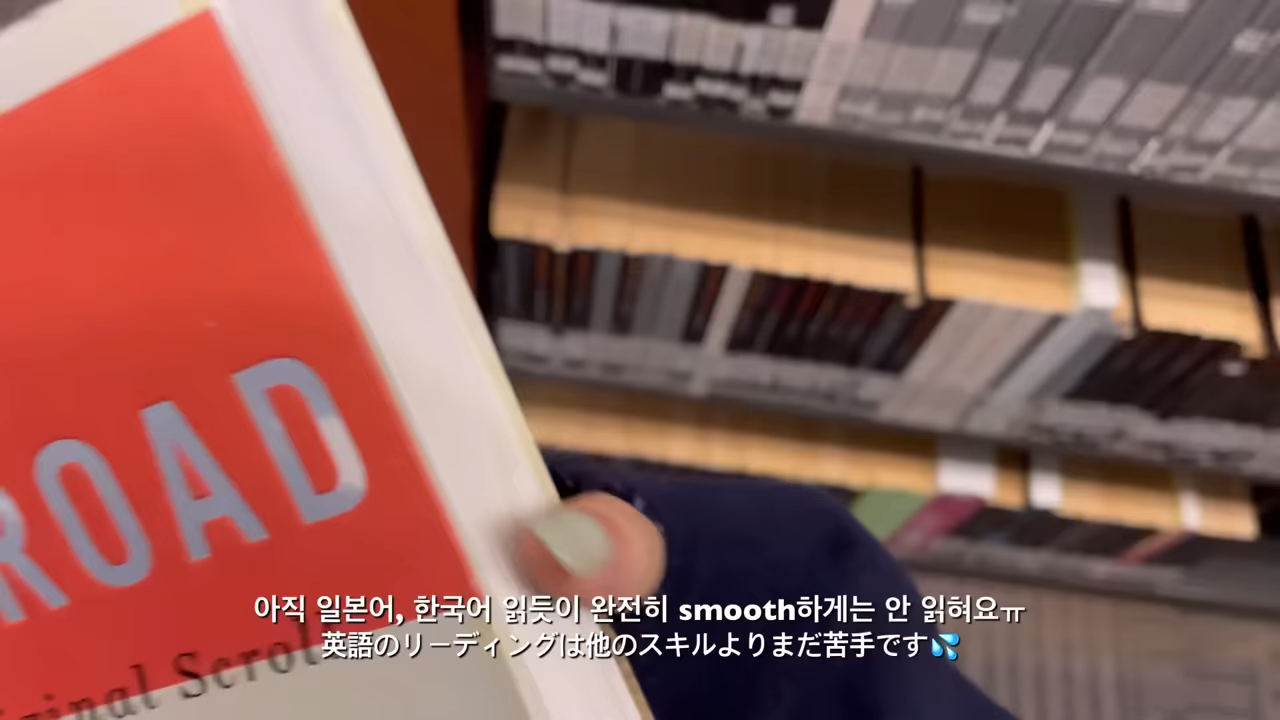 ROAD
Original Scroll
아직 일본어, 한국어 읽듯이 완전히 smooth하게는 안 읽혀요ㅠ
英語のリーディングは他のスキルよりまだ苦手です💦